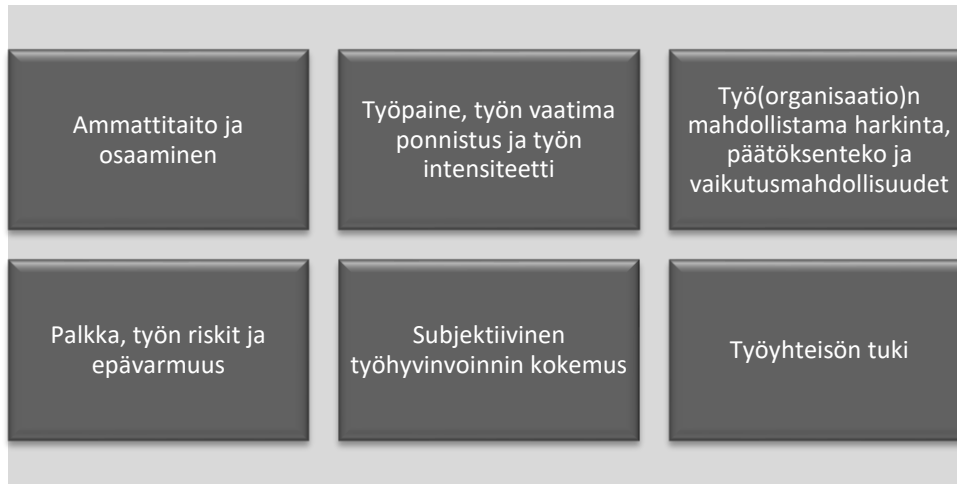 Ammattitaito ja
osaaminen
Työpaine, työn vaatima
ponnistus ja työn
intensiteetti
Työ(organisaatio)n
mahdollistama harkinta,
päätöksenteko ja
vaikutusmahdollisuudet
Palkka, työn riskit ja
epävarmuus
Subjektiivinen
työhyvinvoinnin kokemus
Työyhteisön tuki